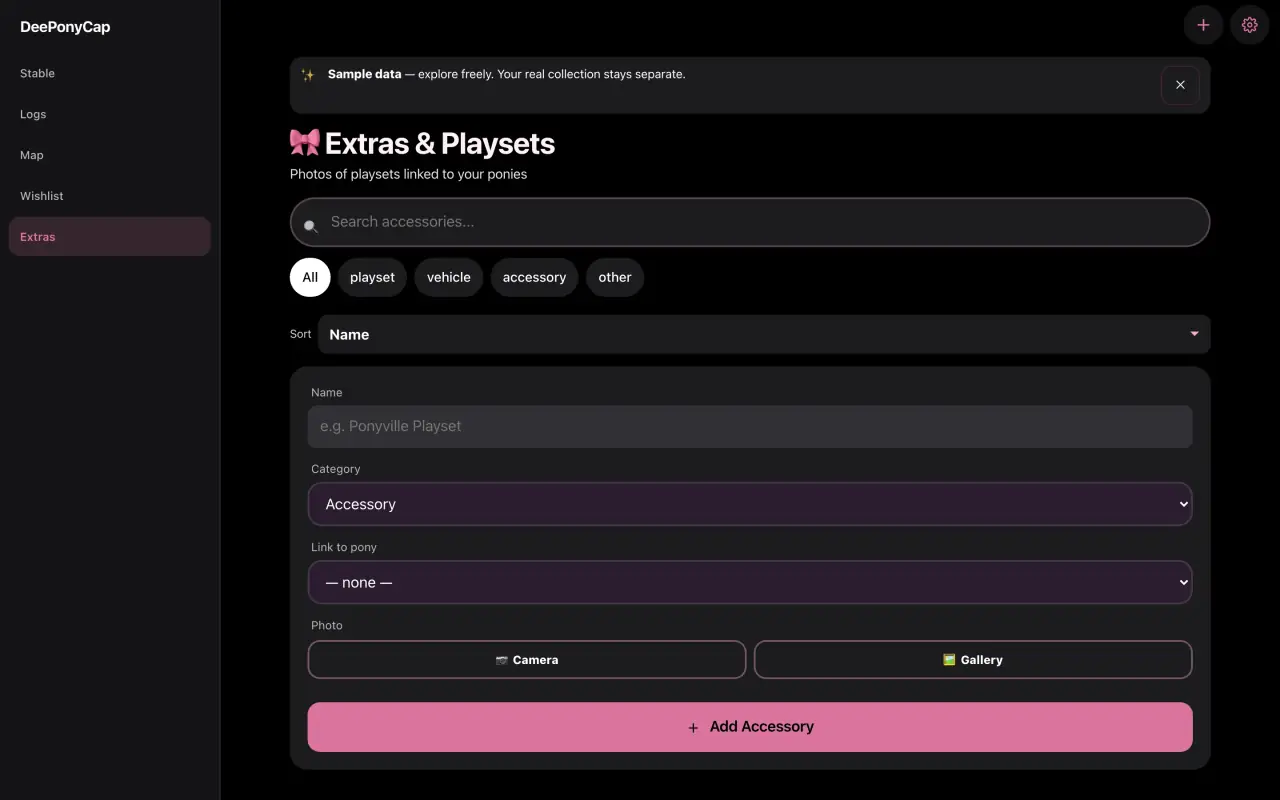 DeePonyCap
Stable
Logs
Map
Wishlist
Extras
Sample data — explore freely. Your real collection stays separate.
Extras & Playsets
Photos of playsets linked to your ponies
Search accessories...
All
playset
vehicle
accessory
other
Sort
Name
Name
e.g. Ponyville Playset
Category
Accessory
Link to pony
— none —
Photo
Camera
Gallery
+ Add Accessory